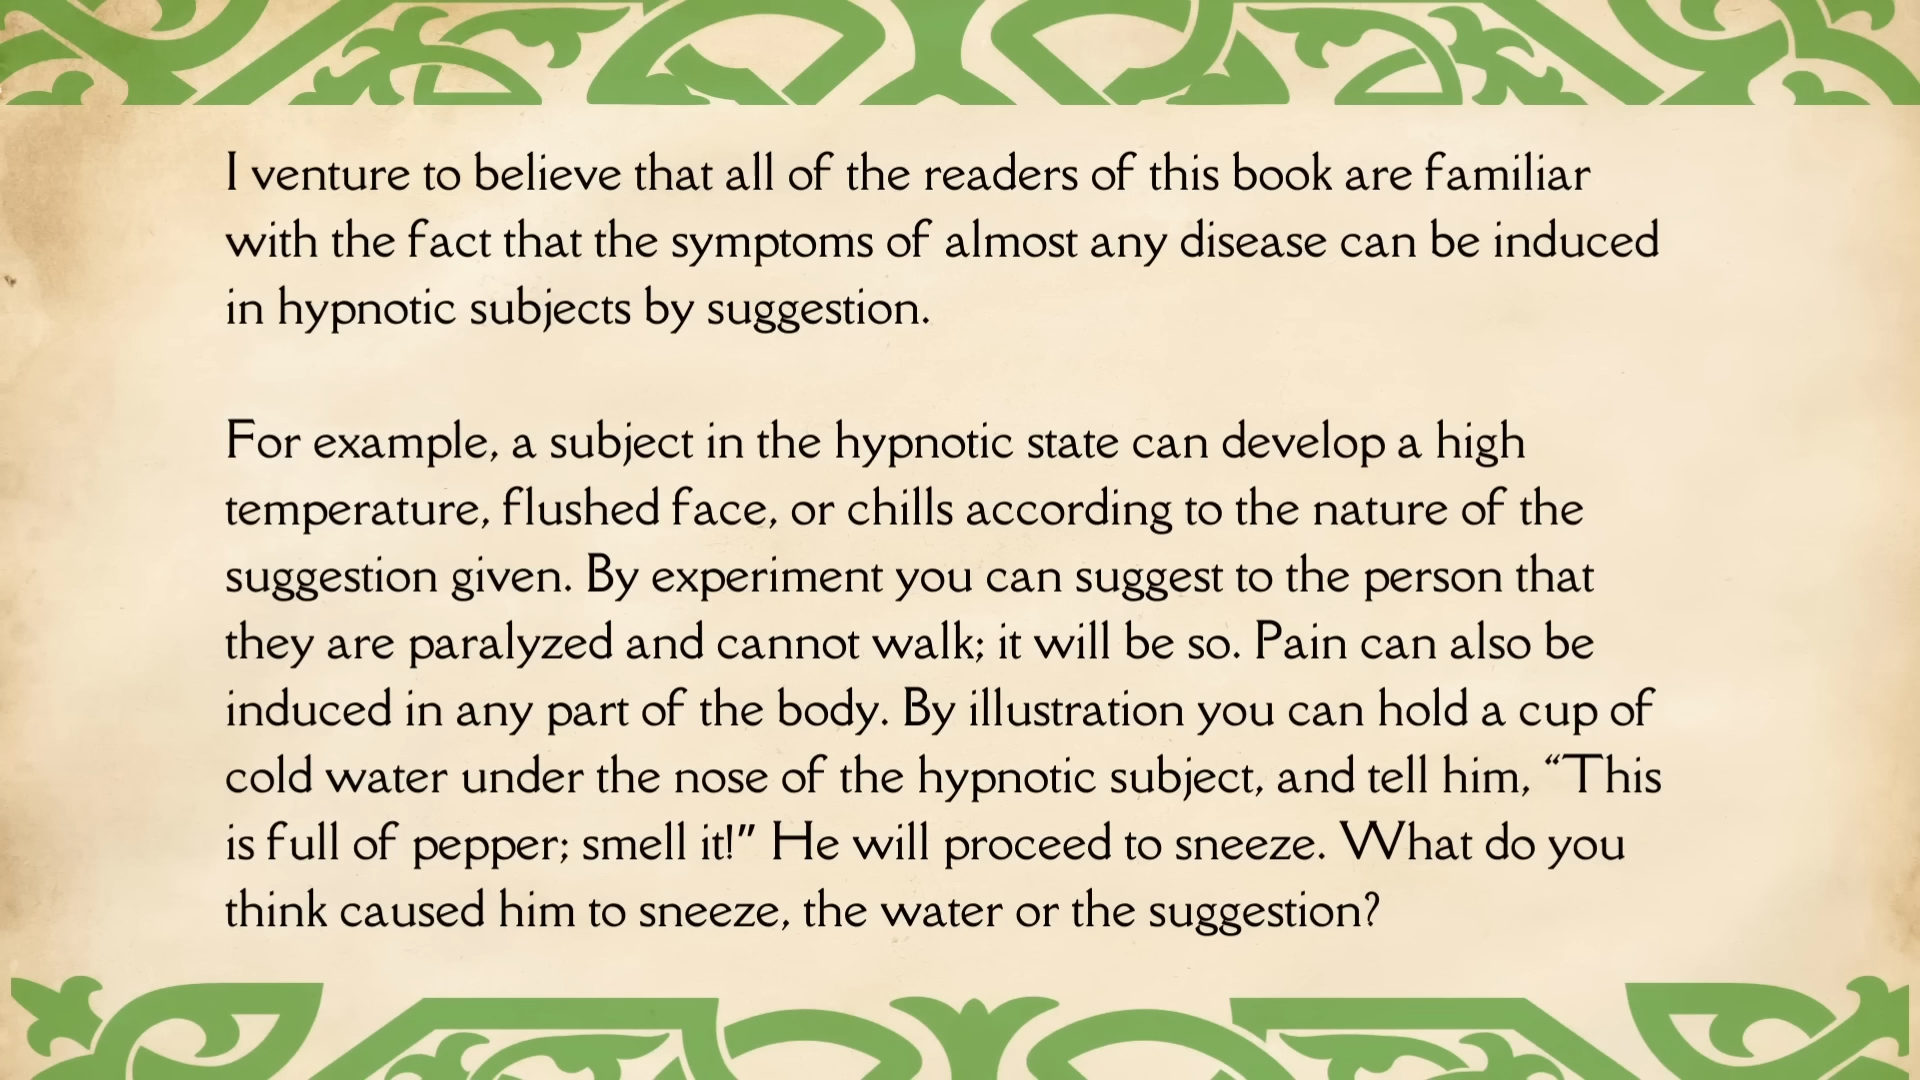 I venture to believe that all of the readers of this book are familiar
with the fact that the symptoms of almost any disease can be induced
in hypnotic subjects by suggestion.
For example, a subject in the hypnotic state can develop a high
temperature, flushed face, or chills according to the nature of the
suggestion given. By experiment you can suggest to the person that
they are paralyzed and cannot walk; it will be so. Pain can also be
induced in any part of the body. By illustration you can hold a cup of
cold water under the nose of the hypnotic subject, and tell him, “This
is full of pepper; smell it!” He will proceed to sneeze. What do you
think caused him to sneeze, the water or the suggestion?